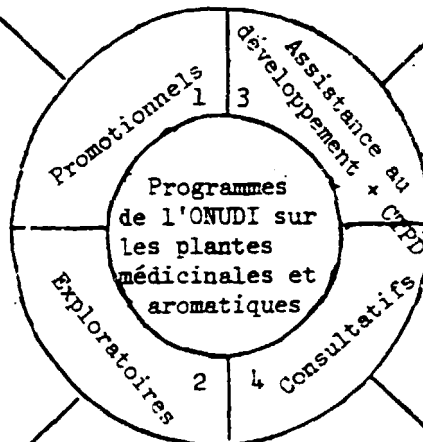 Promotionnels
1
3
Assistance au
développement + CTPD
Programmes
de l'ONUDI sur
les plantes
médicinales et
aromatiques
Exploratoires
2
4
Consultatifs